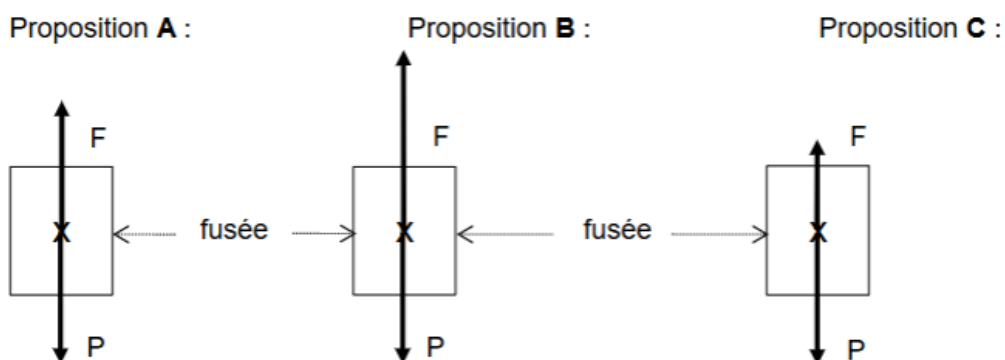 Proposition A : Proposition B : Proposition C :
F F F
X fusée X fusée X
P P P